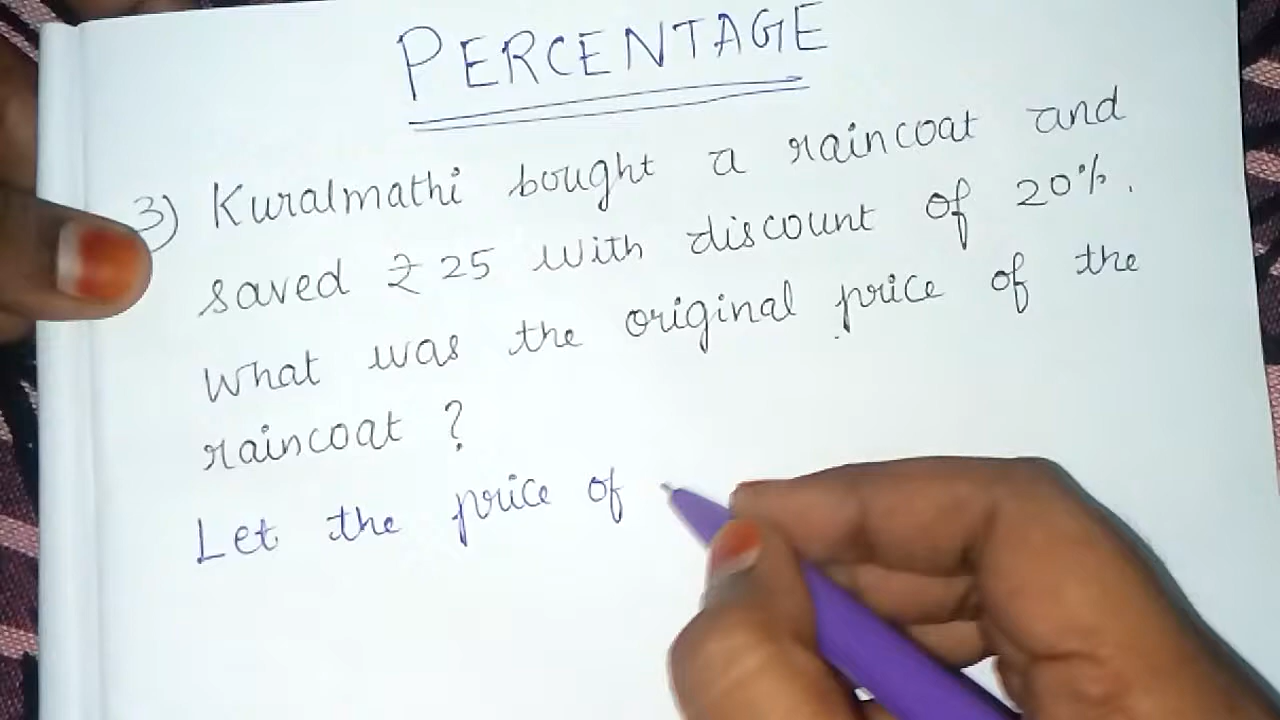 PERCENTAGE
3) Kuralmathi bought a raincoat and
saved ₹ 25 with discount of 20%.
What was the original price of the
raincoat ?
Let the price of